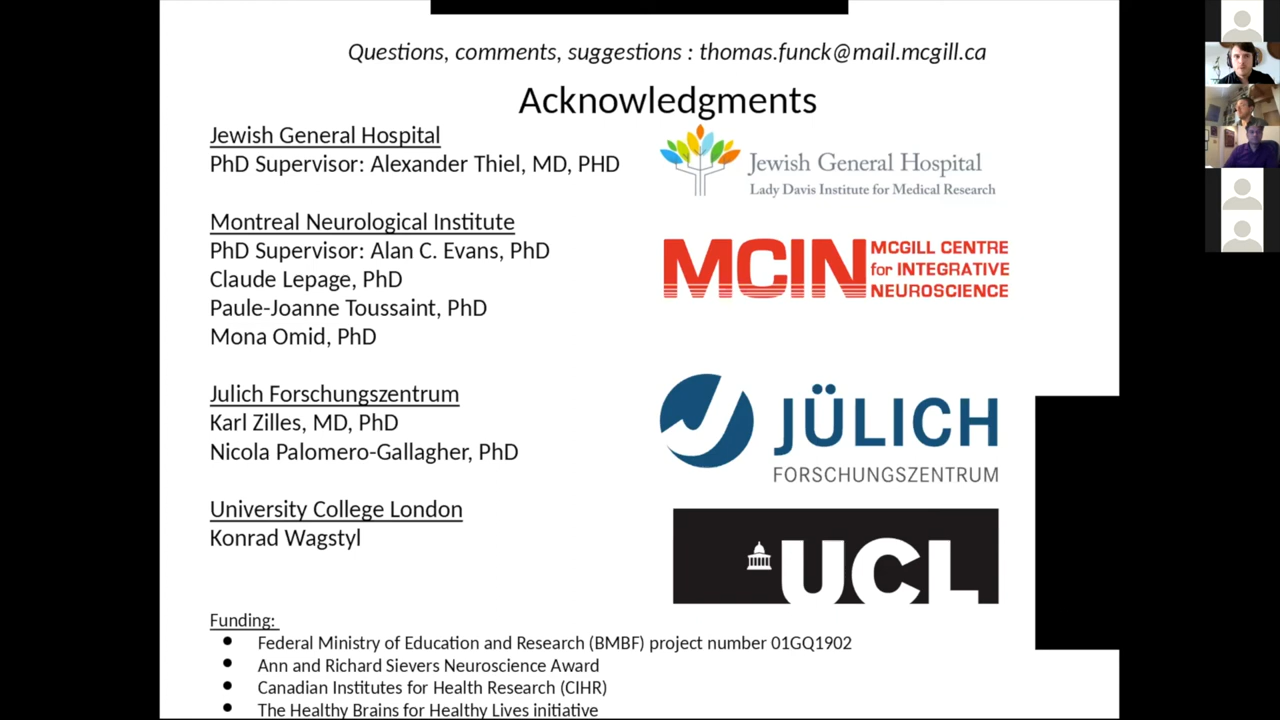 Questions, comments, suggestions : thomas.funck@mail.mcgill.ca
Acknowledgments
Jewish General Hospital
PhD Supervisor: Alexander Thiel, MD, PHD
Montreal Neurological Institute
PhD Supervisor: Alan C. Evans, PhD
Claude Lepage, PhD
Paule-Joanne Toussaint, PhD
Mona Omid, PhD
Julich Forschungszentrum
Karl Zilles, MD, PhD
Nicola Palomero-Gallagher, PhD
University College London
Konrad Wagstyl
Jewish General Hospital
Lady Davis Institute for Medical Research
MCIN
MCGILL CENTRE
for INTEGRATIVE
NEUROSCIENCE
JÜLICH
FORSCHUNGSZENTRUM
UCL
Funding:
• Federal Ministry of Education and Research (BMBF) project number 01GQ1902
• Ann and Richard Sievers Neuroscience Award
• Canadian Institutes for Health Research (CIHR)
• The Healthy Brains for Healthy Lives initiative